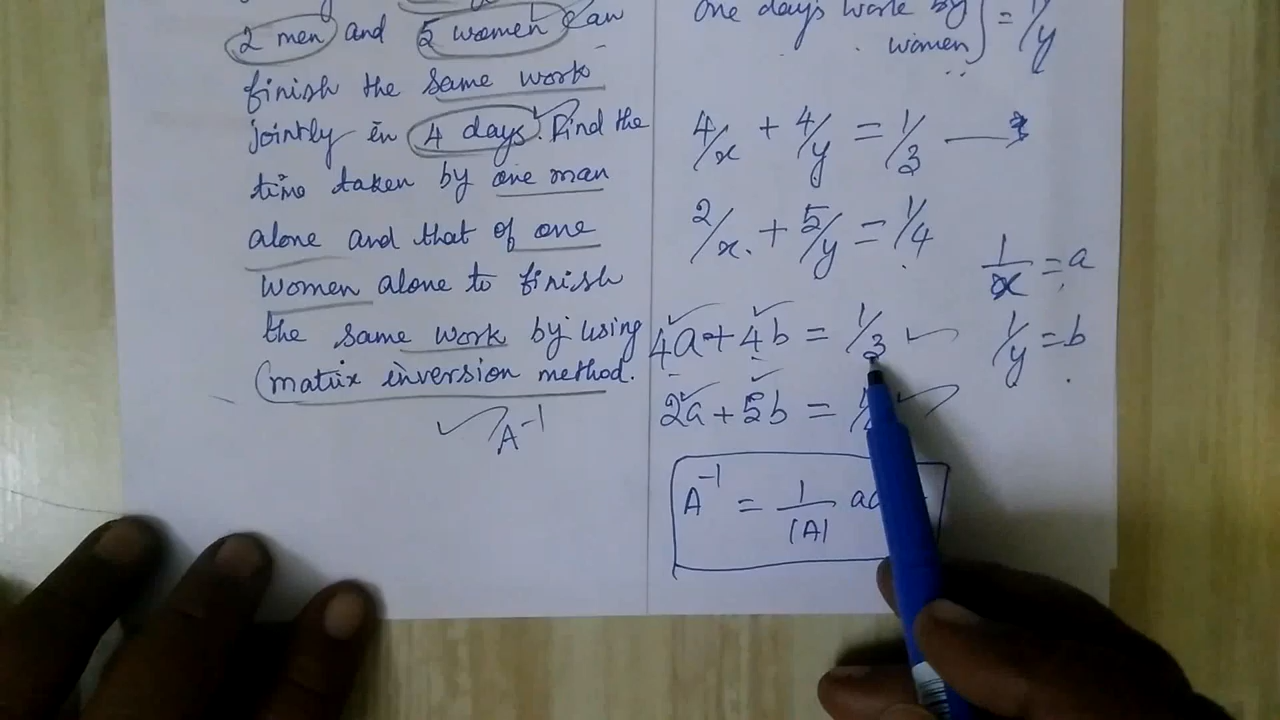 2 men and 5 women can
finish the same work
jointly in 4 days. Find the
time taken by one man
alone and that of one
women alone to finish
the same work by using
(matrix inversion method.
A⁻¹
One days work by
women} = 1/y
4/x + 4/y = 1/3
2/x + 5/y = 1/4
1/x = a
1/y = b
4a + 4b = 1/3
2a + 5b =
A⁻¹ = 1/|A|